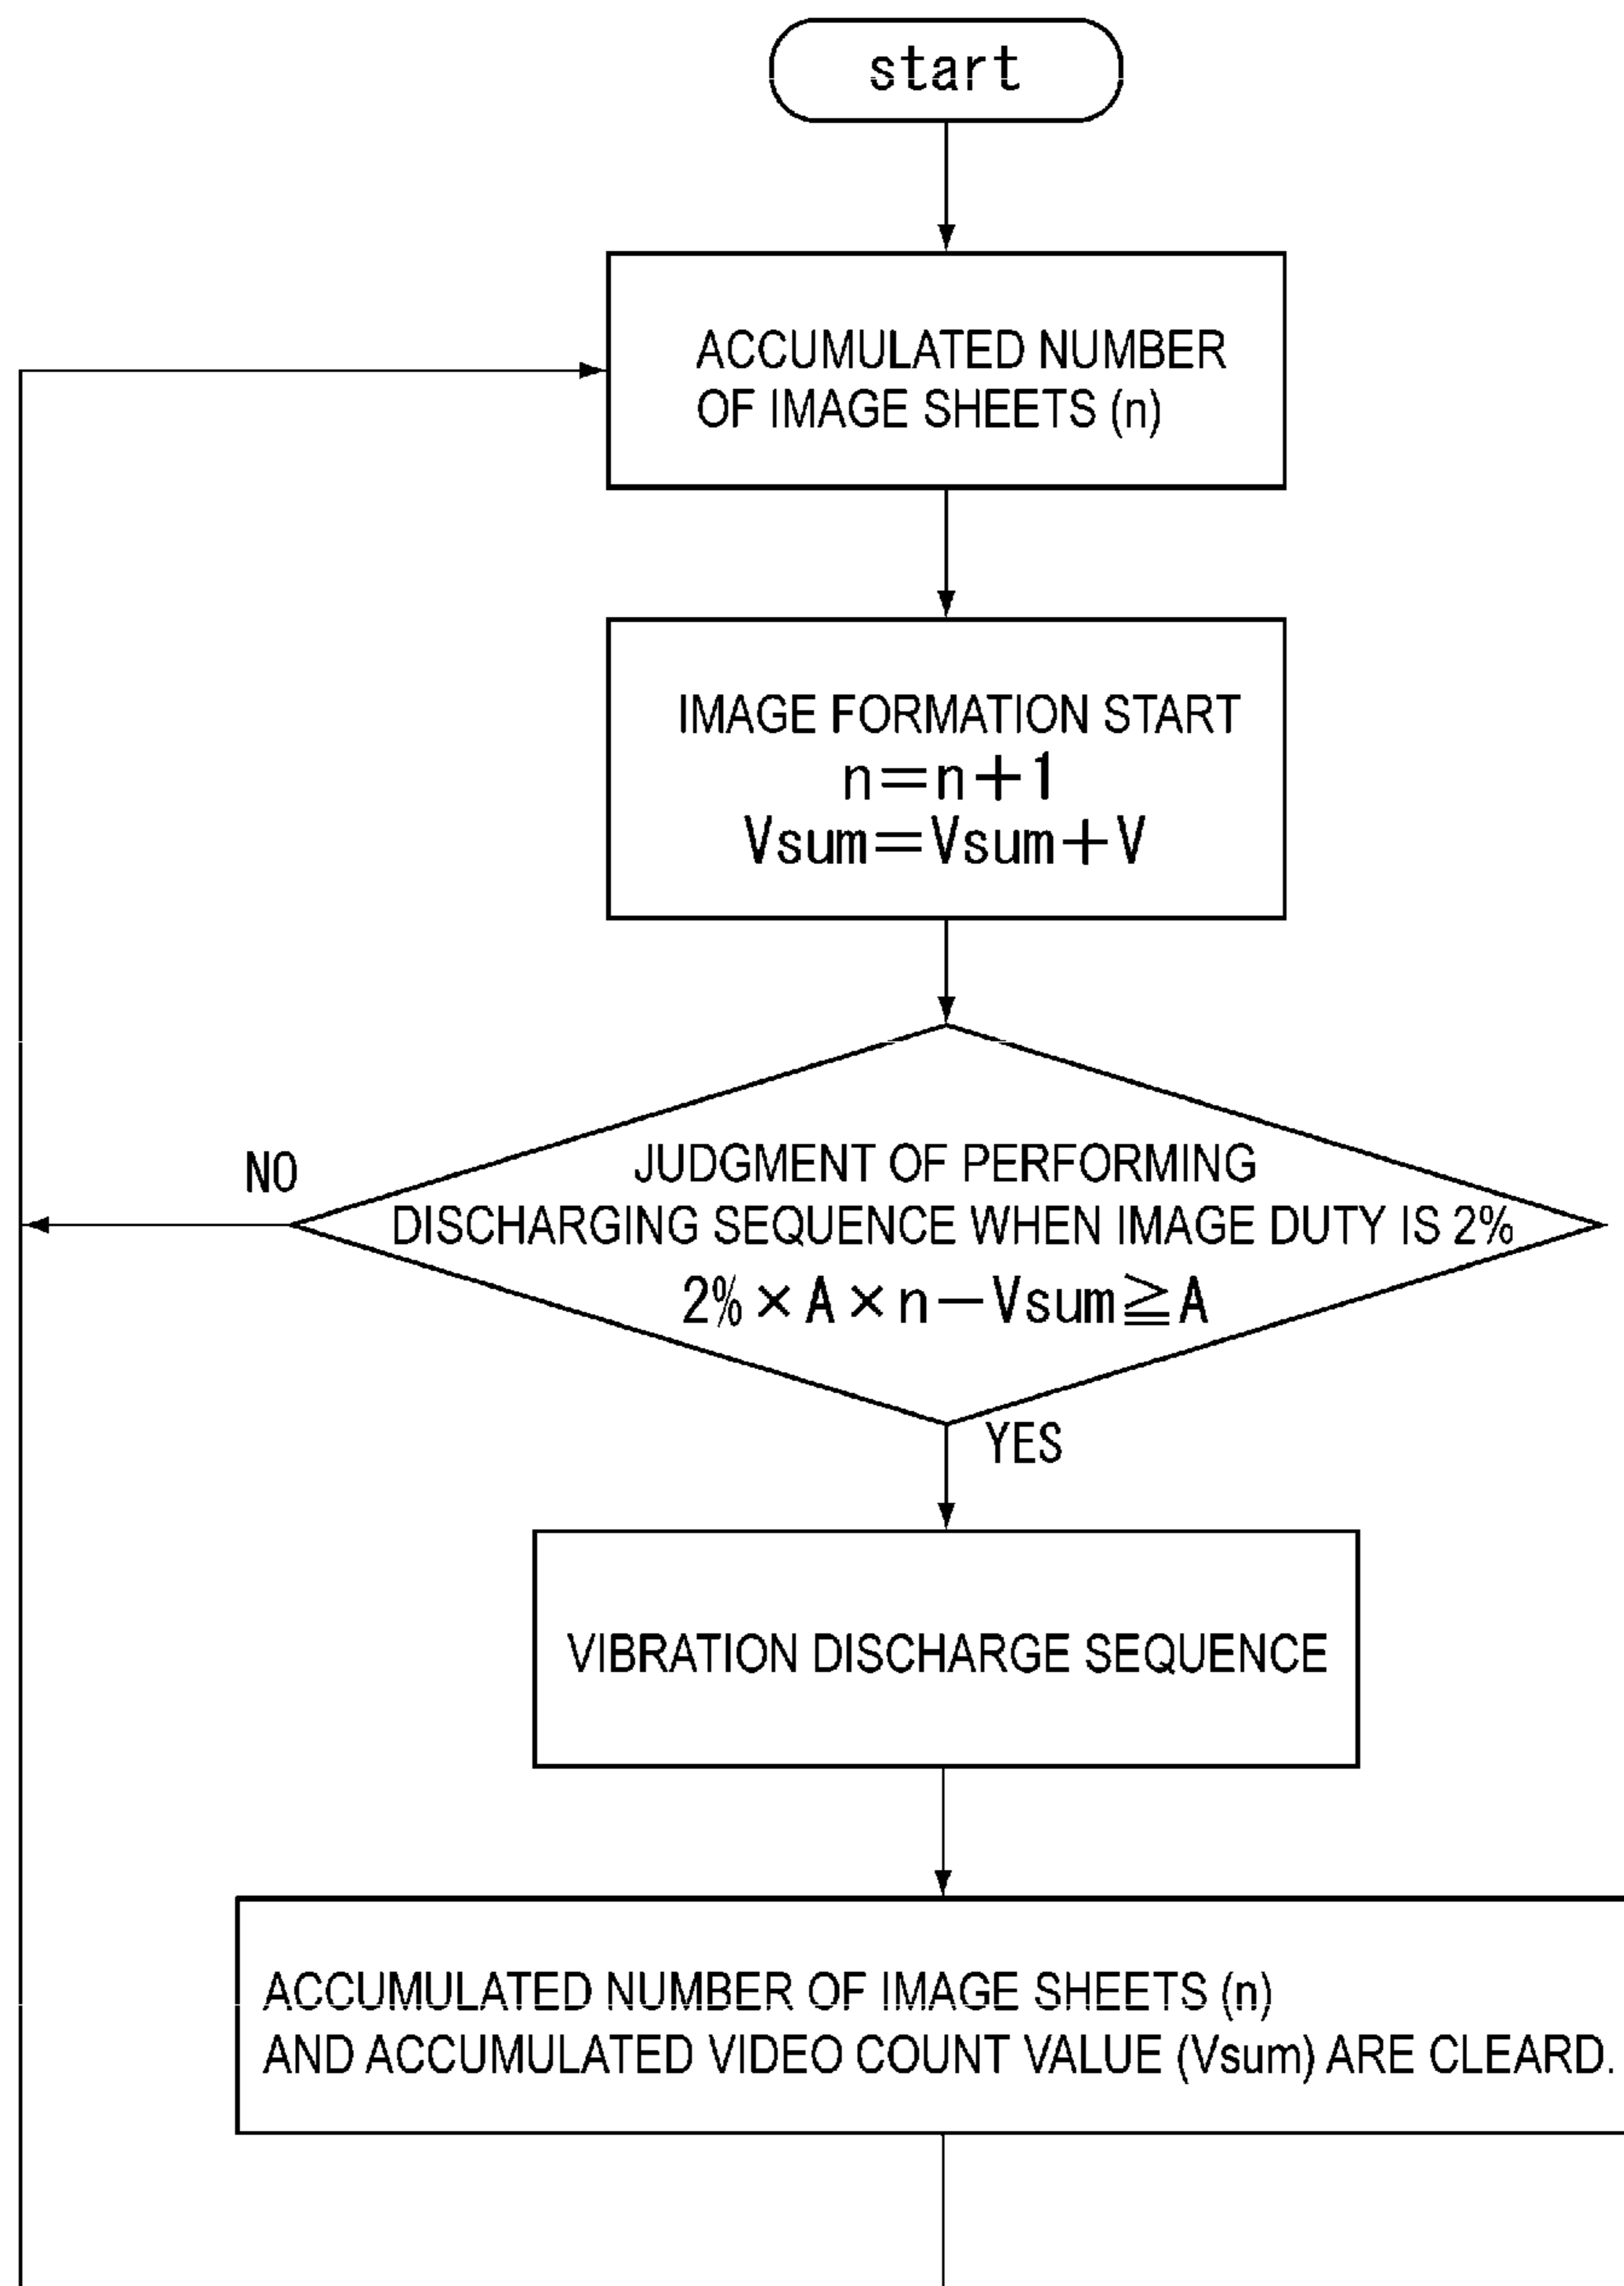 start
ACCUMULATED NUMBER
OF IMAGE SHEETS (n)
IMAGE FORMATION START
n=n+1
Vsum=Vsum+V
JUDGMENT OF PERFORMING
DISCHARGING SEQUENCE WHEN IMAGE DUTY IS 2%
2%×A×n−Vsum≧A
NO
YES
VIBRATION DISCHARGE SEQUENCE
ACCUMULATED NUMBER OF IMAGE SHEETS (n)
AND ACCUMULATED VIDEO COUNT VALUE (Vsum) ARE CLEARD.